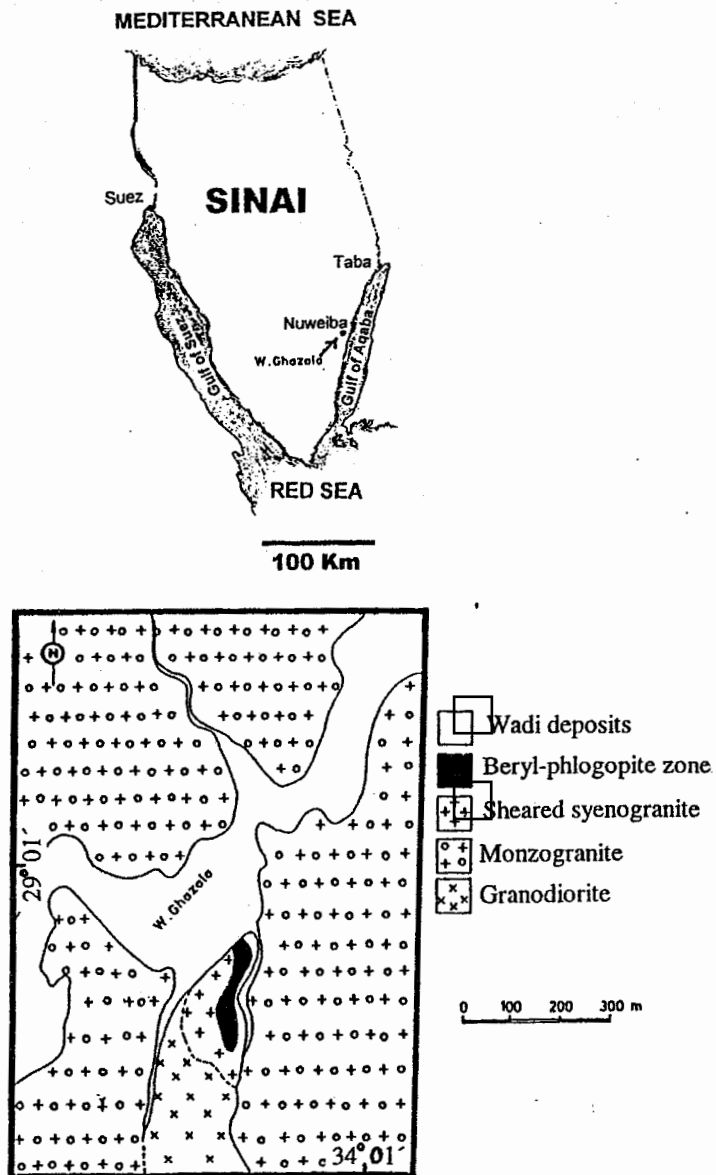 MEDITERRANEAN SEA
Suez
SINAI
Taba
Nuweiba
W. Ghazala
Gulf of Suez
Gulf of Aqaba
RED SEA
100 Km
N
29° 01′
W. Ghazala
34° 01′
Wadi deposits
Beryl-phlogopite zone
Sheared syenogranite
Monzogranite
Granodiorite
0 100 200 300 m